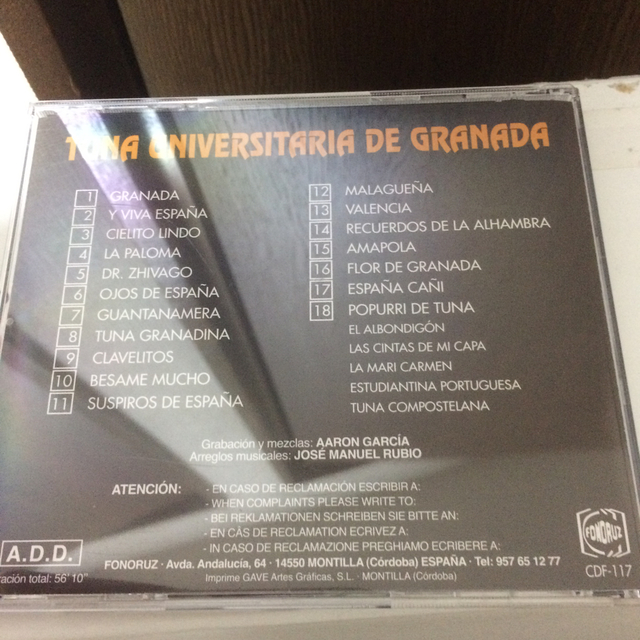 TUNA UNIVERSITARIA DE GRANADA
1 GRANADA
2 Y VIVA ESPAÑA
3 CIELITO LINDO
4 LA PALOMA
5 DR. ZHIVAGO
6 OJOS DE ESPAÑA
7 GUANTANAMERA
8 TUNA GRANADINA
9 CLAVELITOS
10 BESAME MUCHO
11 SUSPIROS DE ESPAÑA
12 MALAGUEÑA
13 VALENCIA
14 RECUERDOS DE LA ALHAMBRA
15 AMAPOLA
16 FLOR DE GRANADA
17 ESPAÑA CAÑI
18 POPURRI DE TUNA
EL ALBONDIGÓN
LAS CINTAS DE MI CAPA
LA MARI CARMEN
ESTUDIANTINA PORTUGUESA
TUNA COMPOSTELANA
Grabación y mezclas: AARON GARCÍA
Arreglos musicales: JOSÉ MANUEL RUBIO
ATENCIÓN: - EN CASO DE RECLAMACIÓN ESCRIBIR A:
- WHEN COMPLAINTS PLEASE WRITE TO:
- BEI REKLAMATIONEN SCHREIBEN SIE BITTE AN:
- EN CÀS DE RECLAMATION ECRIVEZ A:
- IN CASO DE RECLAMAZIONE PREGHIAMO ECRIBERE A:
FONORUZ · Avda. Andalucía, 64 · 14550 MONTILLA (Córdoba) ESPAÑA · Tel: 957 65 12 77
Imprime GAVE Artes Gráficas, S.L. · MONTILLA (Córdoba)
A.D.D.
ración total: 56' 10"
FONORUZ
CDF-117